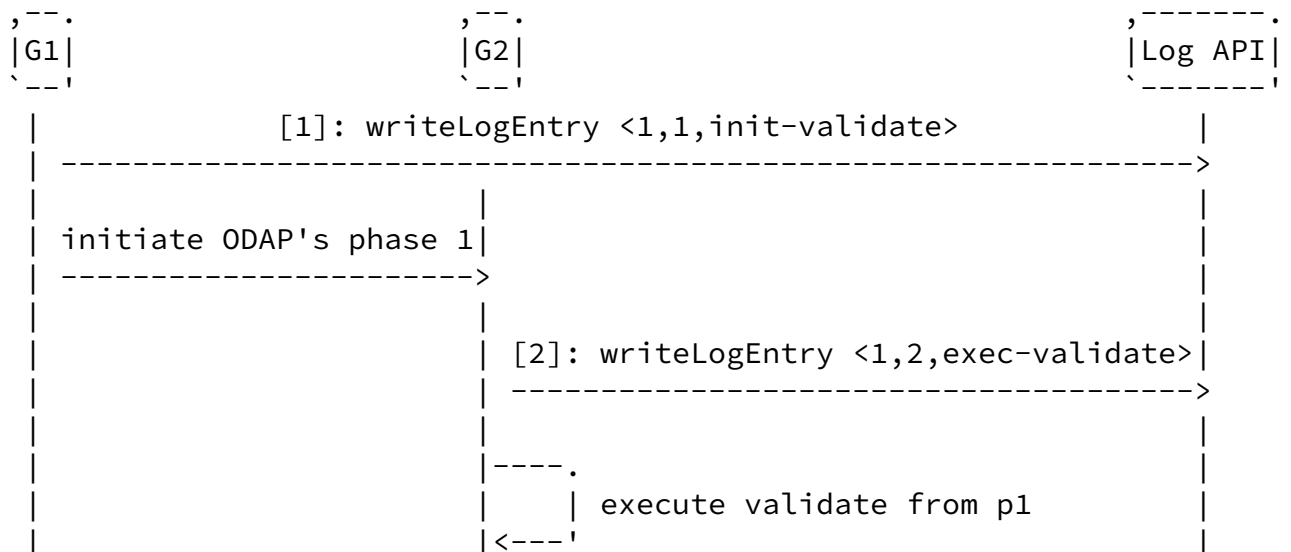 G1 G2 Log API
[1]: writeLogEntry <1,1,init-validate>
initiate ODAP's phase 1
[2]: writeLogEntry <1,2,exec-validate>
execute validate from p1